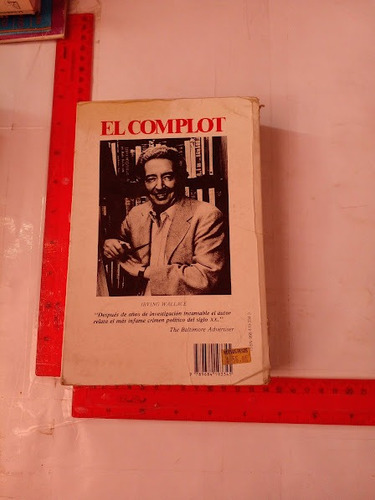 EL COMPLOT
IRVING WALLACE
"Después de años de investigación incansable el autor
relata el más infame crimen político del siglo XX."
The Baltimore Advertiser